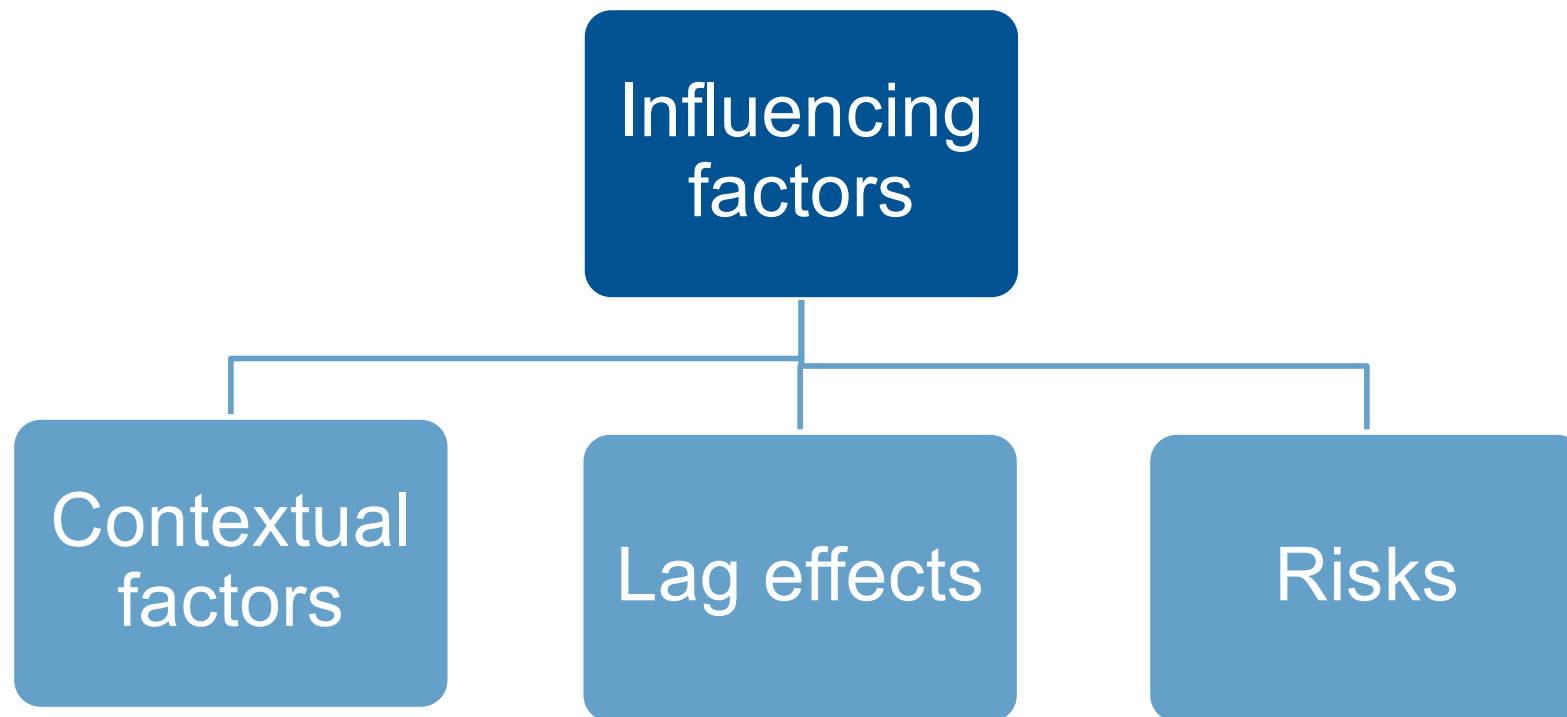 Influencing
factors
Contextual
factors
Lag effects
Risks